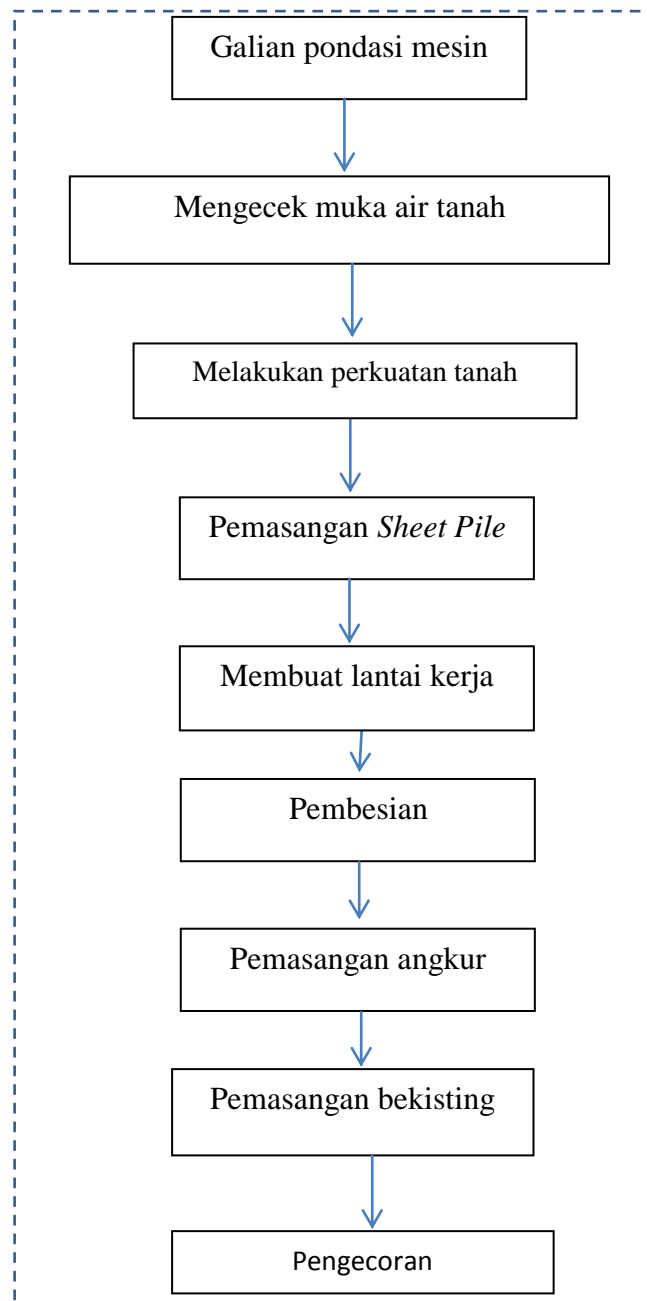 Galian pondasi mesin
Mengecek muka air tanah
Melakukan perkuatan tanah
Pemasangan Sheet Pile
Membuat lantai kerja
Pembesian
Pemasangan angkur
Pemasangan bekisting
Pengecoran